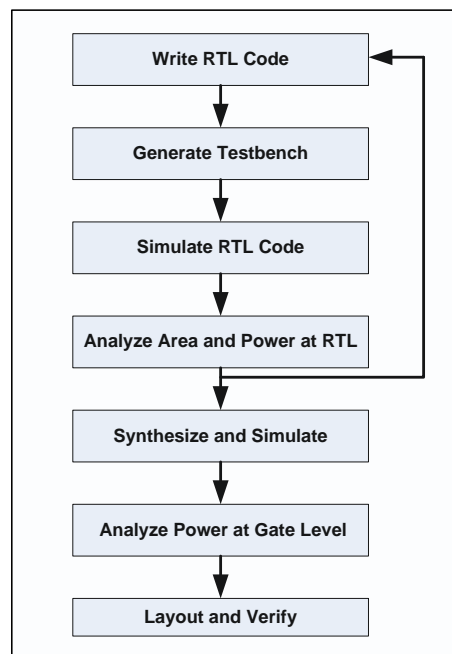 Write RTL Code
Generate Testbench
Simulate RTL Code
Analyze Area and Power at RTL
Synthesize and Simulate
Analyze Power at Gate Level
Layout and Verify